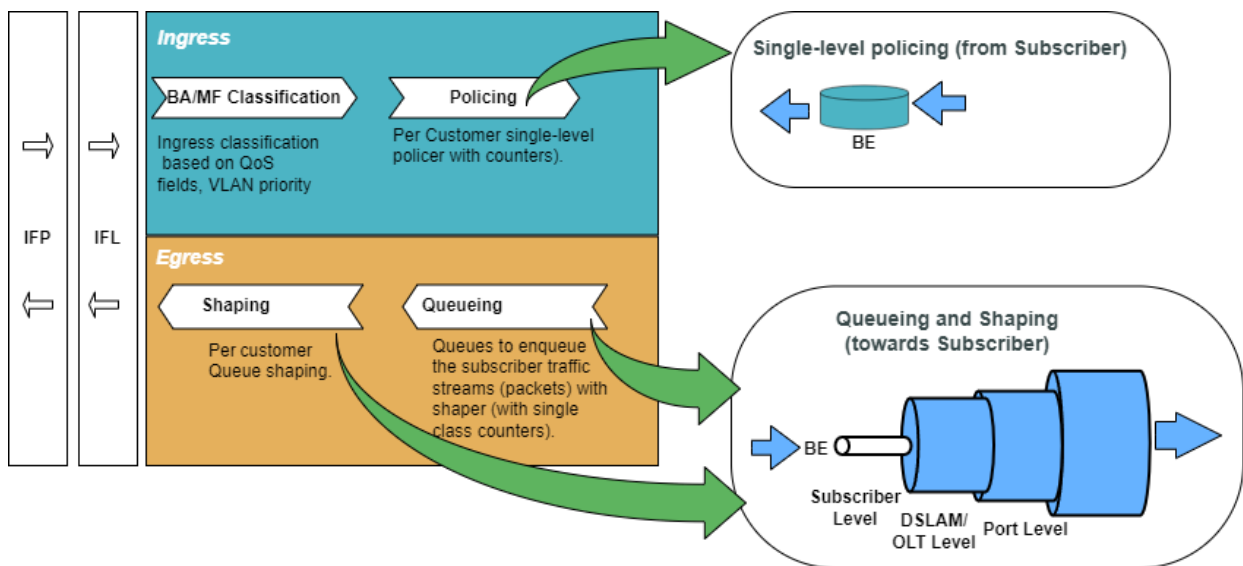 IFP
IFL
Ingress
BA/MF Classification
Ingress classification
based on QoS
fields, VLAN priority
Policing
Per Customer single-level
policer with counters).
Egress
Shaping
Per customer
Queue shaping.
Queueing
Queues to enqueue
the subscriber traffic
streams (packets) with
shaper (with single
class counters).
Single-level policing (from Subscriber)
BE
Queueing and Shaping
(towards Subscriber)
BE
Subscriber
Level
DSLAM/
OLT Level
Port Level